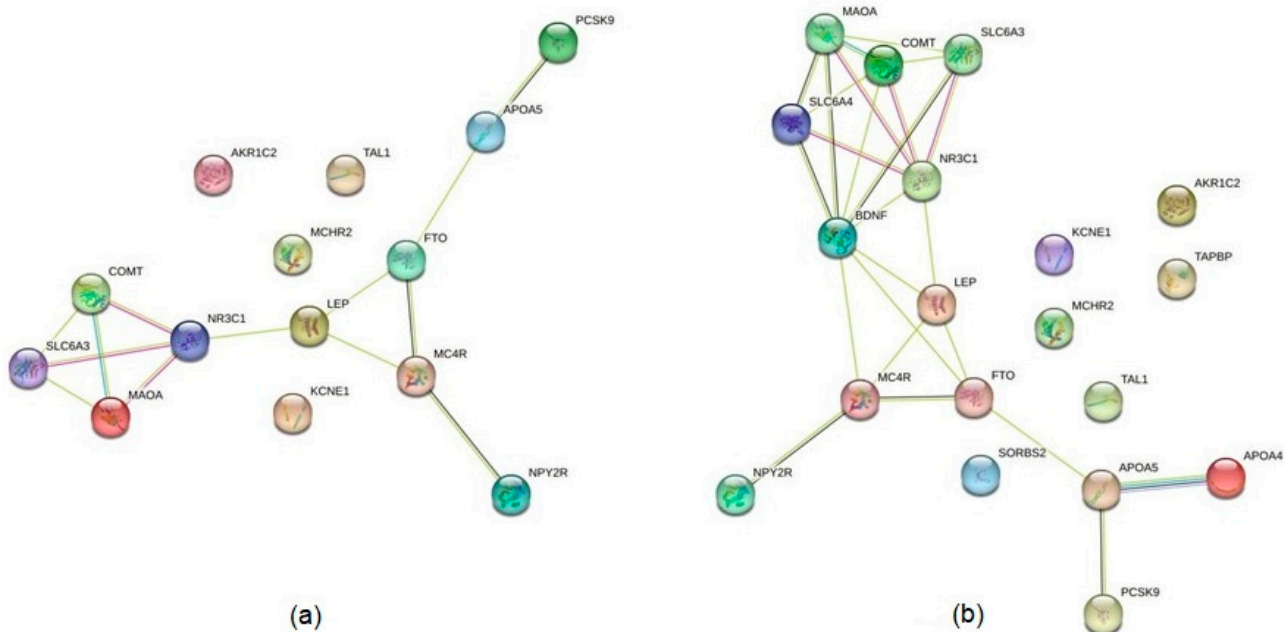 PCSK9
APOA5
AKR1C2
TAL1
MCHR2
FTO
COMT
LEP
NR3C1
SLC6A3
MC4R
MAOA
KCNE1
NPY2R
(a)
MAOA
COMT
SLC6A3
SLC6A4
NR3C1
AKR1C2
BDNF
KCNE1
TAPBP
LEP
MCHR2
MC4R
FTO
TAL1
SORBS2
NPY2R
APOA5
APOA4
PCSK9
(b)